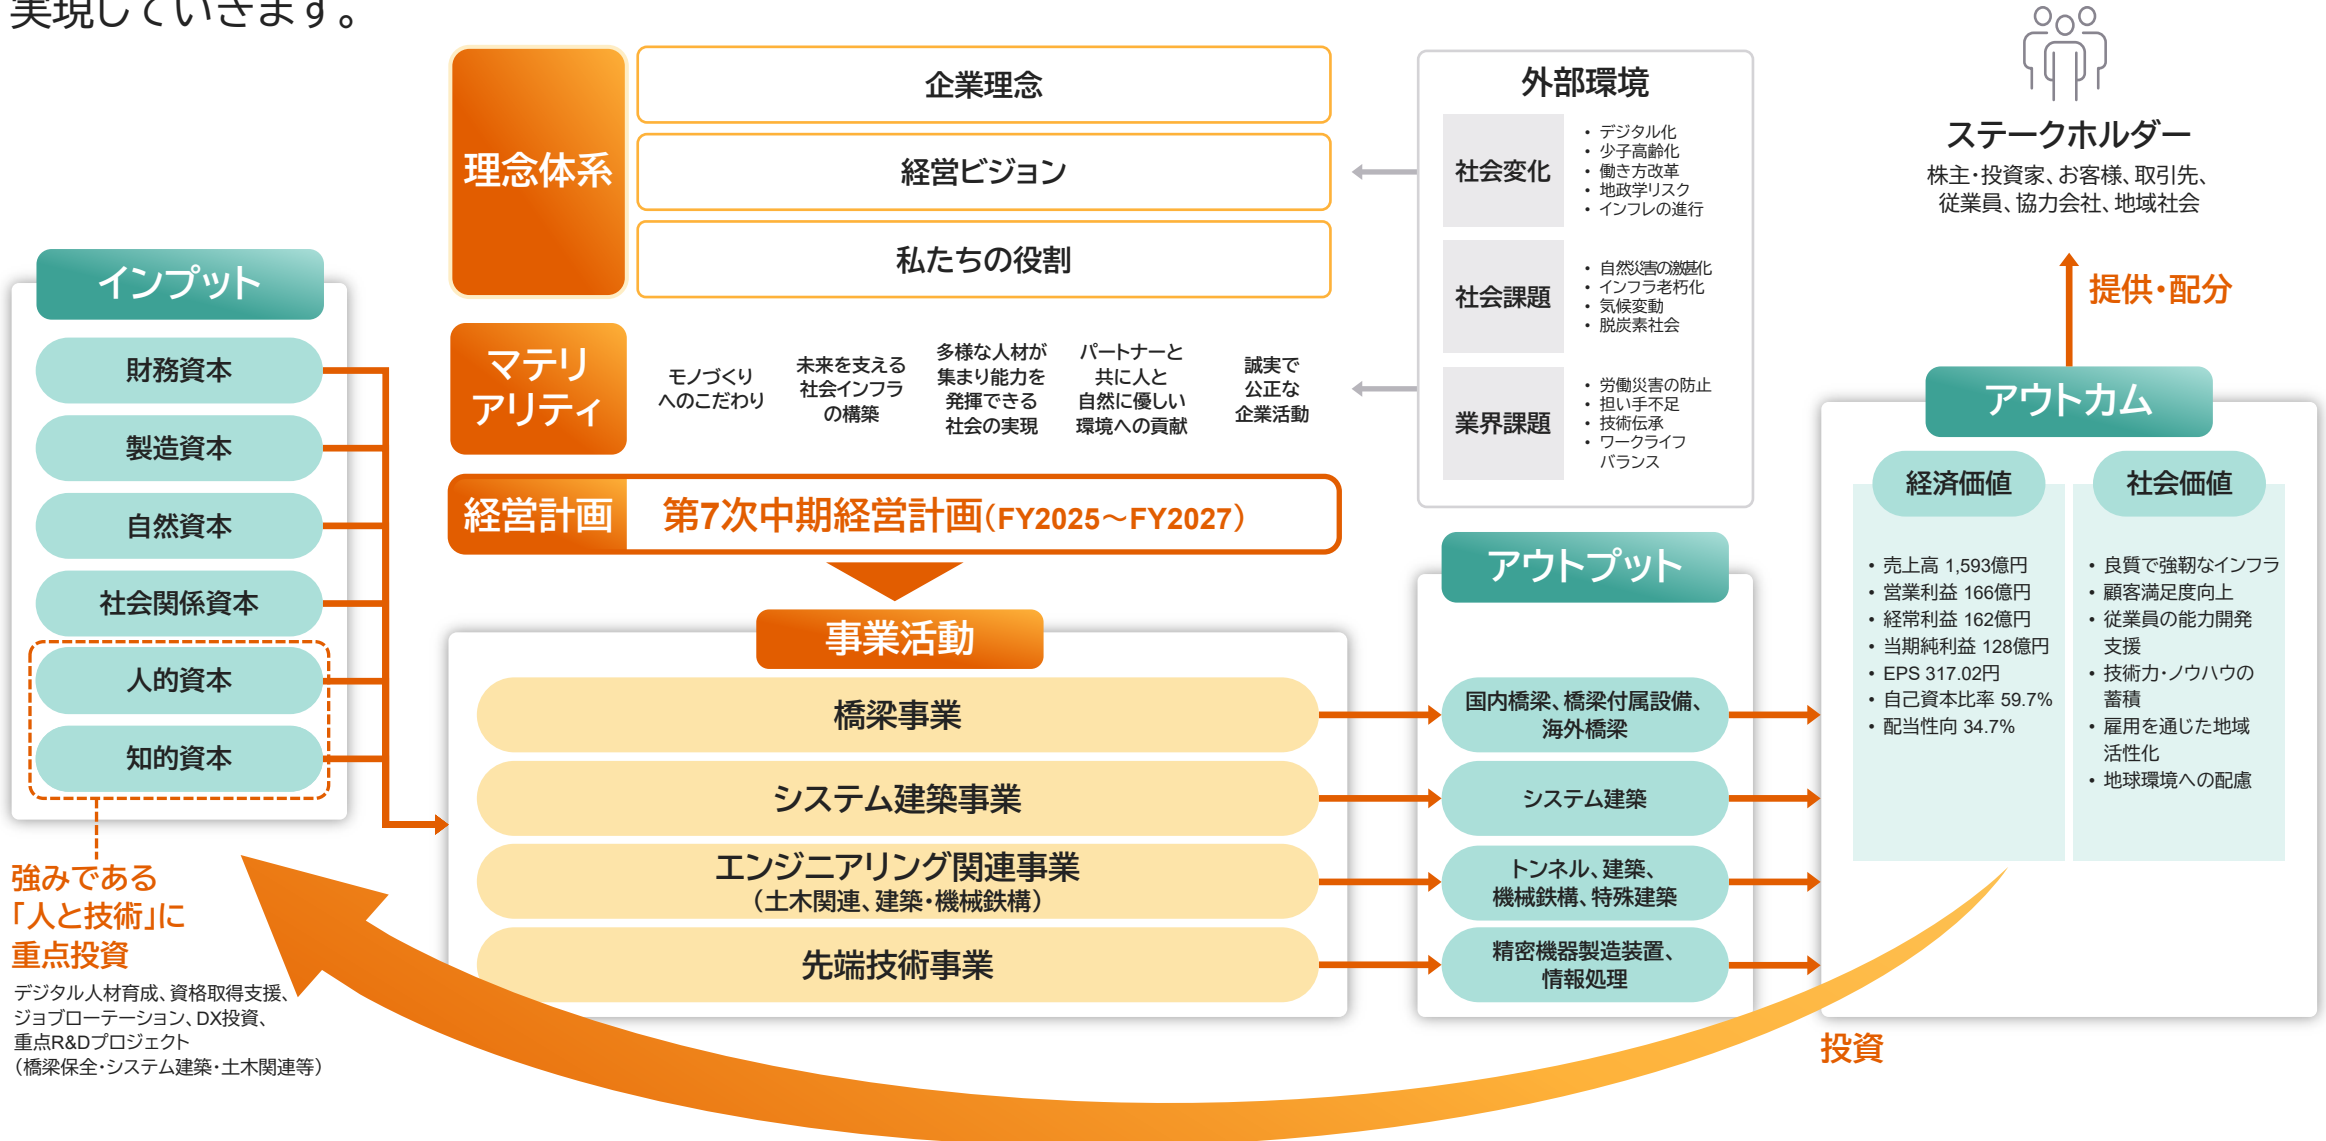 実現していきます。
理念体系
企業理念
経営ビジョン
私たちの役割
マテリ
アリティ
モノづくり
へのこだわり
未来を支える
社会インフラ
の構築
多様な人材が
集まり能力を
発揮できる
社会の実現
パートナーと
共に人と
自然に優しい
環境への貢献
誠実で
公正な
企業活動
経営計画
第7次中期経営計画(FY2025～FY2027)
外部環境
社会変化
• デジタル化
• 少子高齢化
• 働き方改革
• 地政学リスク
• インフレの進行
社会課題
• 自然災害の激甚化
• インフラ老朽化
• 気候変動
• 脱炭素社会
業界課題
• 労働災害の防止
• 担い手不足
• 技術伝承
• ワークライフ
バランス
ステークホルダー
株主・投資家、お客様、取引先、
従業員、協力会社、地域社会
提供・配分
インプット
財務資本
製造資本
自然資本
社会関係資本
人的資本
知的資本
強みである
「人と技術」に
重点投資
デジタル人材育成、資格取得支援、
ジョブローテーション、DX投資、
重点R&Dプロジェクト
（橋梁保全・システム建築・土木関連等）
事業活動
橋梁事業
システム建築事業
エンジニアリング関連事業
（土木関連、建築・機械鉄構）
先端技術事業
アウトプット
国内橋梁、橋梁付属設備、
海外橋梁
システム建築
トンネル、建築、
機械鉄構、特殊建築
精密機器製造装置、
情報処理
アウトカム
経済価値
• 売上高 1,593億円
• 営業利益 166億円
• 経常利益 162億円
• 当期純利益 128億円
• EPS 317.02円
• 自己資本比率 59.7%
• 配当性向 34.7%
社会価値
• 良質で強靭なインフラ
• 顧客満足度向上
• 従業員の能力開発
支援
• 技術力・ノウハウの
蓄積
• 雇用を通じた地域
活性化
• 地球環境への配慮
投資